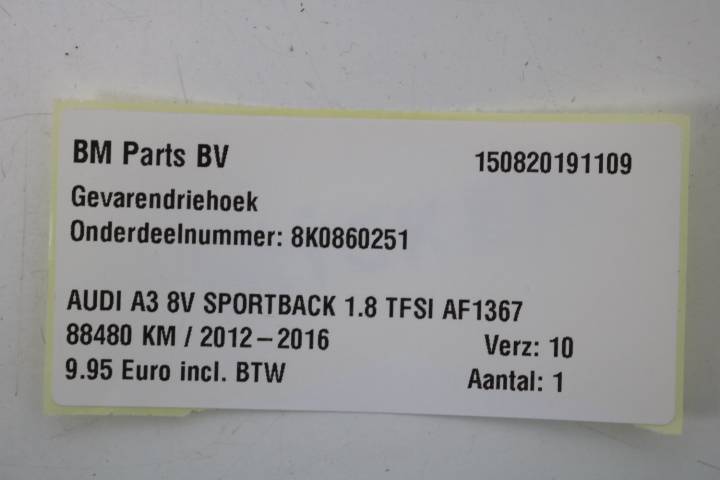 BM Parts BV 150820191109
Gevarendriehoek
Onderdeelnummer: 8K0860251
AUDI A3 8V SPORTBACK 1.8 TFSI AF1367
88480 KM / 2012 – 2016 Verz: 10
9.95 Euro incl. BTW Aantal: 1